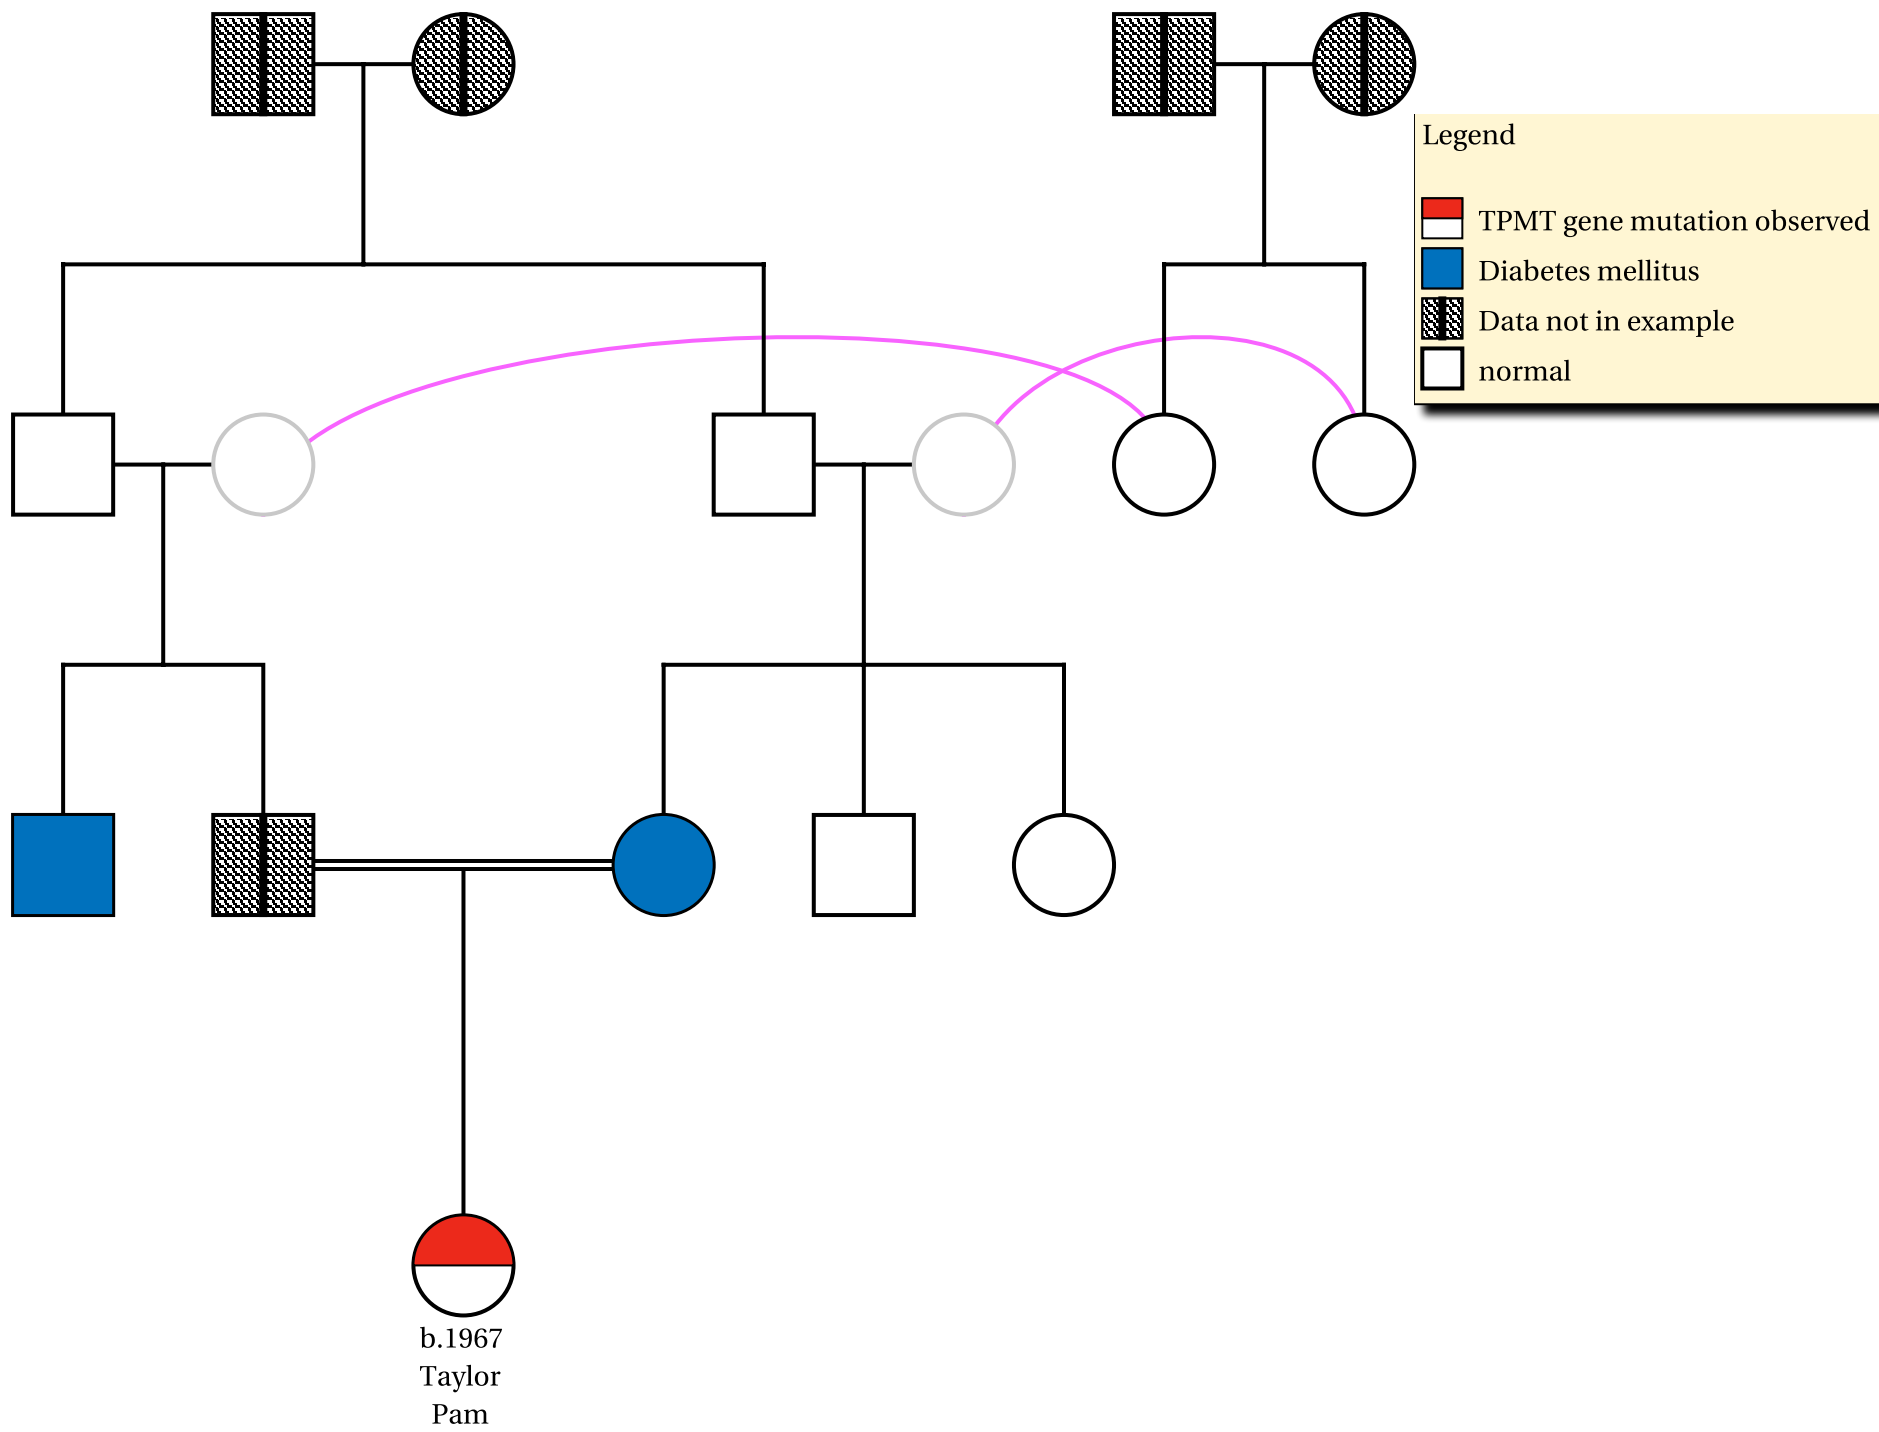 Legend
TPMT gene mutation observed
Diabetes mellitus
Data not in example
normal
b.1967
Taylor
Pam